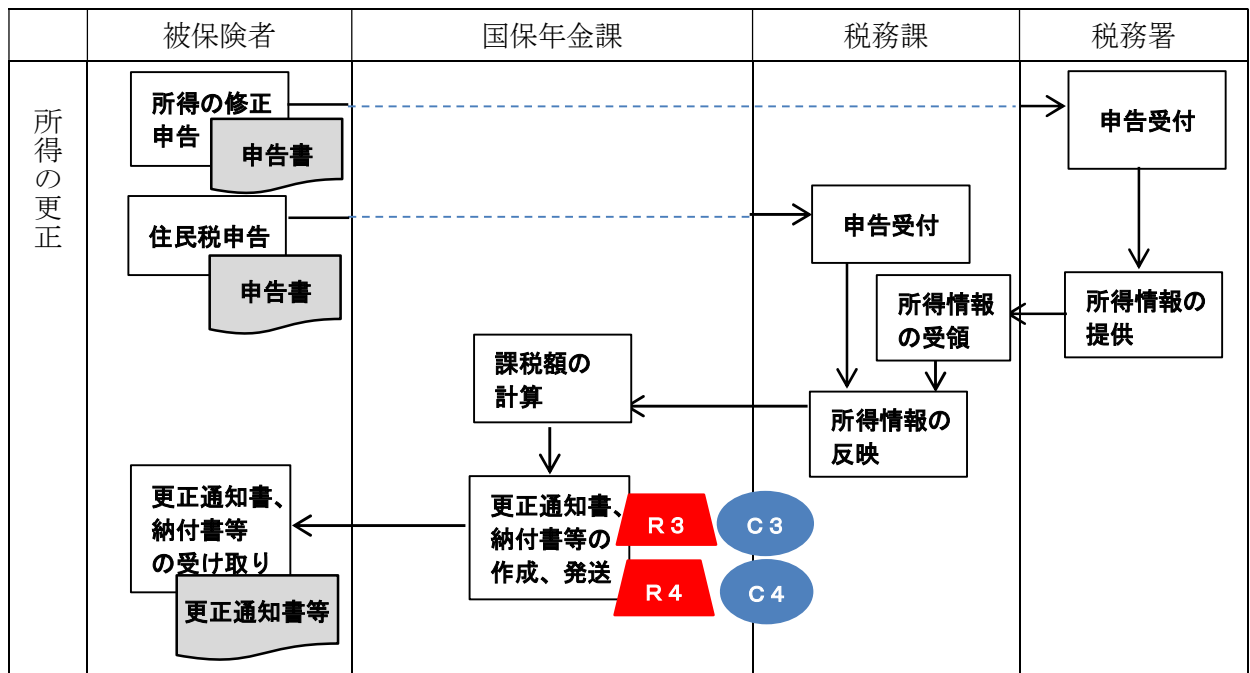 被保険者
国保年金課
税務課
税務署
所得の更正
所得の修正
申告
申告書
申告受付
住民税申告
申告書
申告受付
所得情報
の受領
所得情報の
提供
課税額の
計算
所得情報の
反映
更正通知書、
納付書等
の受け取り
更正通知書等
更正通知書、
納付書等の
作成、発送
R3
C3
R4
C4